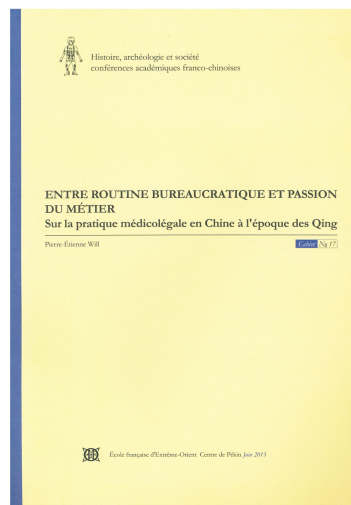 Histoire, archéologie et société
conférences académiques franco-chinoises
ENTRE ROUTINE BUREAUCRATIQUE ET PASSION
DU MÉTIER
Sur la pratique médicolégale en Chine à l'époque des Qing
Pierre-Étienne Will
Cahier № 17
École française d'Extrême-Orient Centre de Pékin Juin 2013